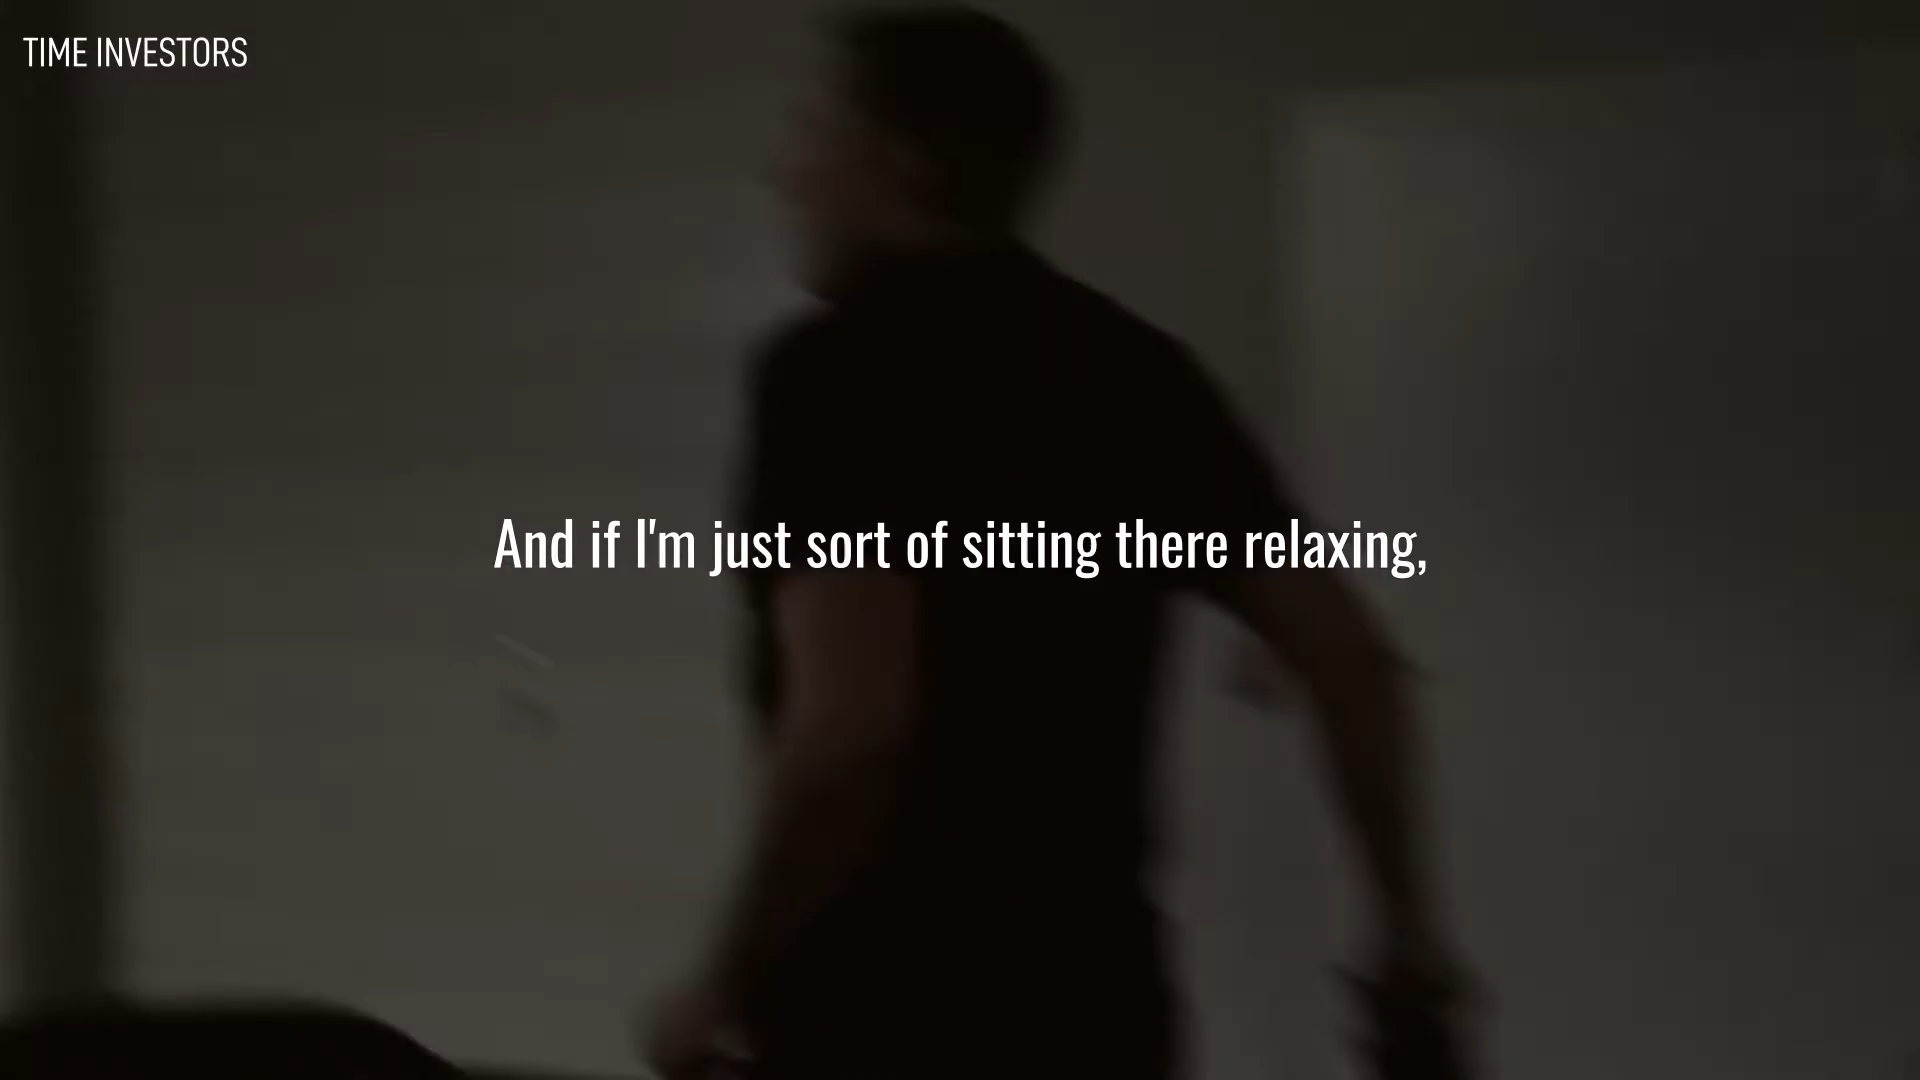 TIME INVESTORS
And if I'm just sort of sitting there relaxing,